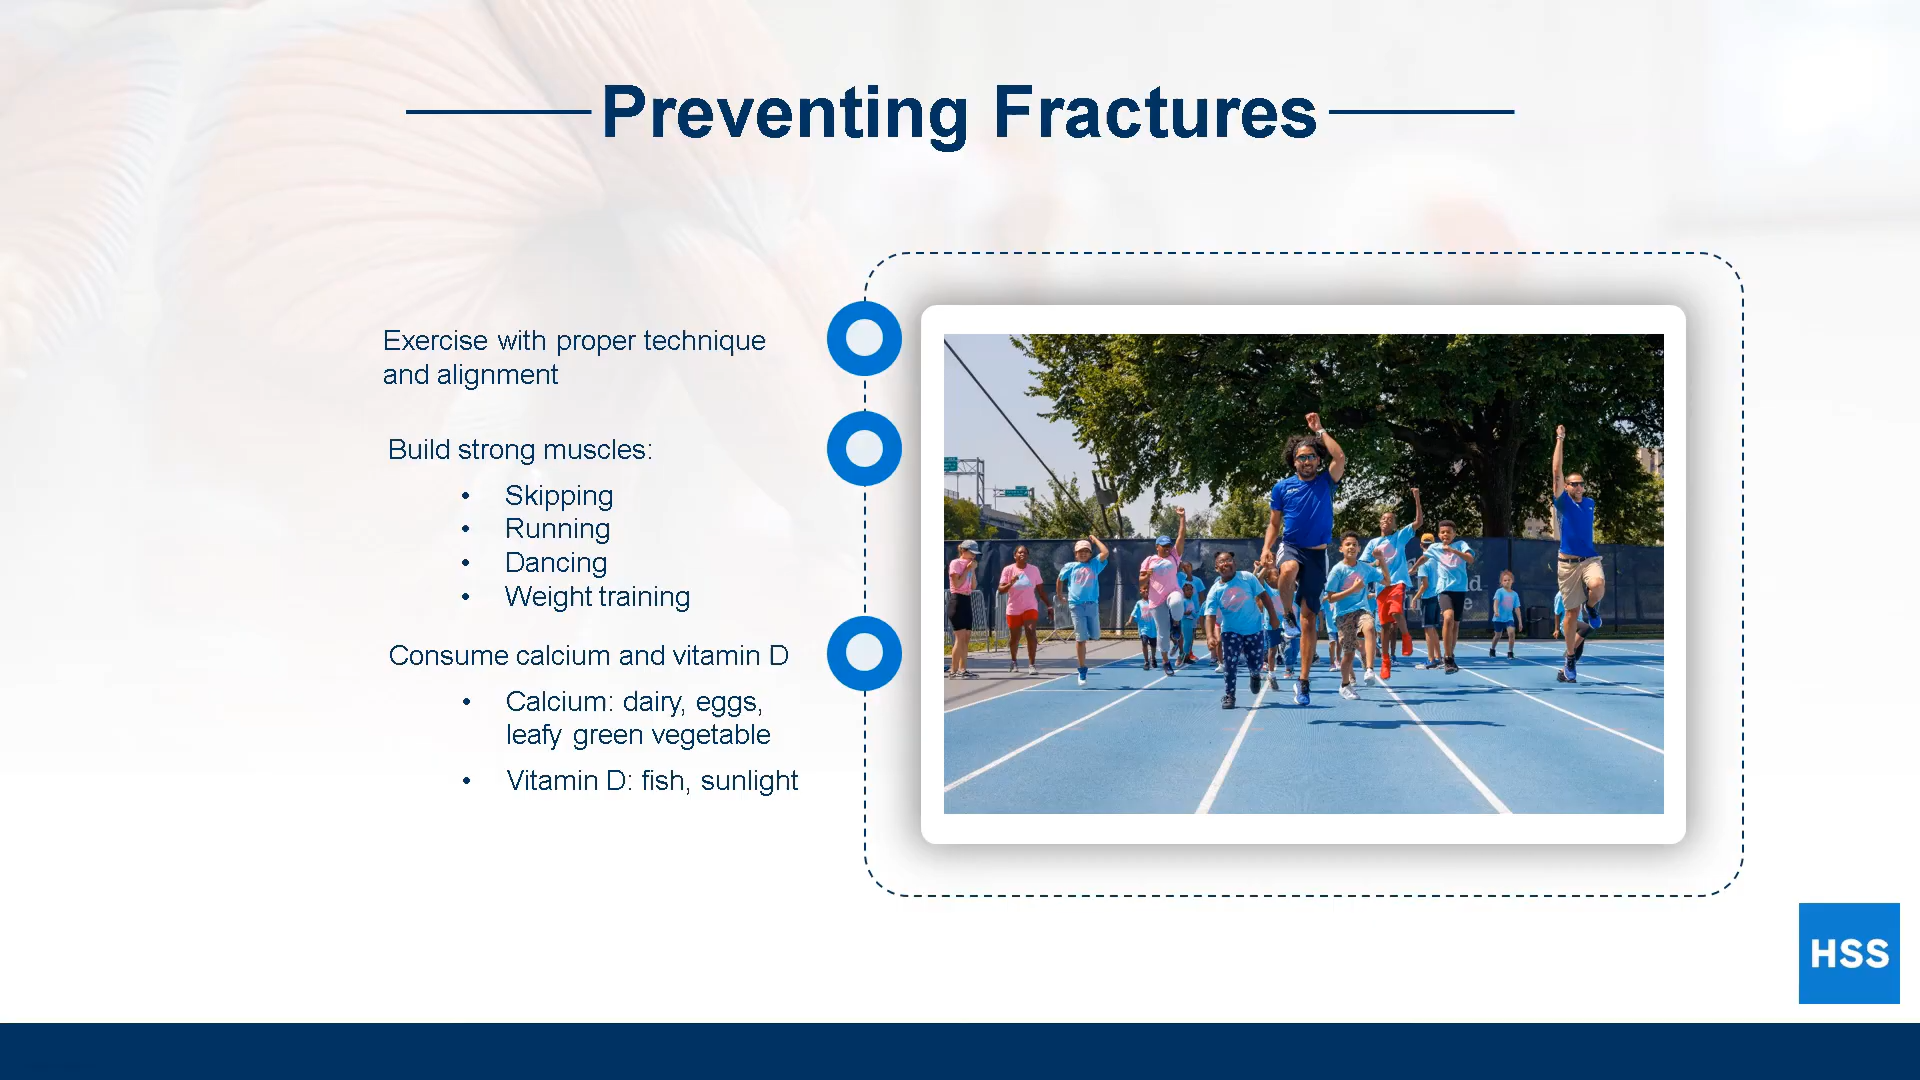 Preventing Fractures
Exercise with proper technique
and alignment
Build strong muscles:
• Skipping
• Running
• Dancing
• Weight training
Consume calcium and vitamin D
• Calcium: dairy, eggs,
leafy green vegetable
• Vitamin D: fish, sunlight
HSS